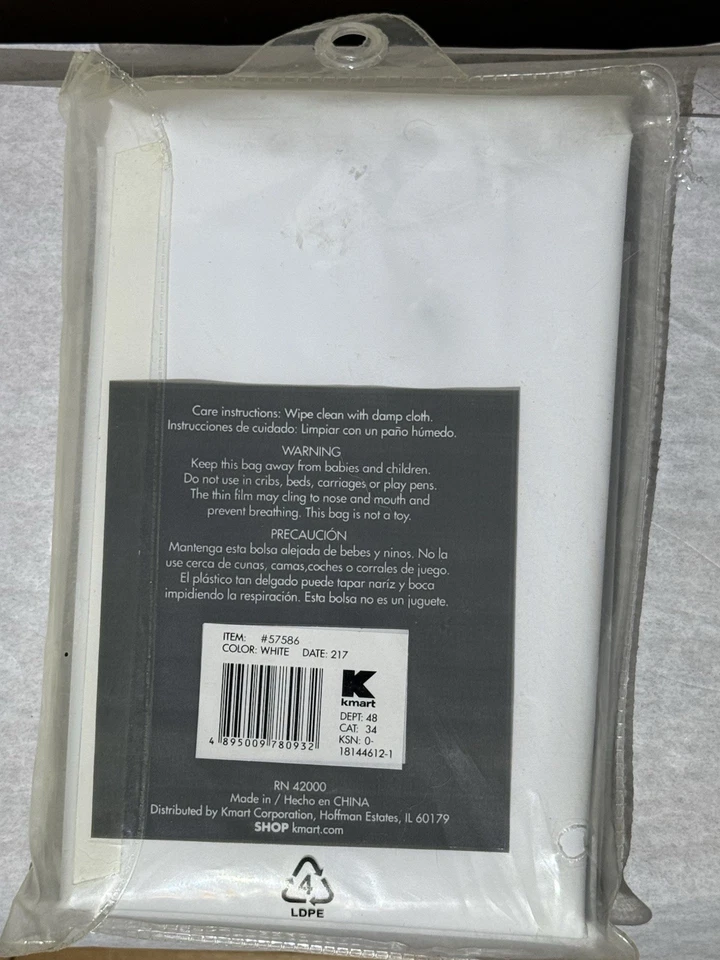 Care instructions: Wipe clean with damp cloth.
Instrucciones de cuidado: Limpiar con un paño húmedo.
WARNING
Keep this bag away from babies and children.
Do not use in cribs, beds, carriages or play pens.
The thin film may cling to nose and mouth and
prevent breathing. This bag is not a toy.
PRECAUCIÓN
Mantenga esta bolsa alejada de bebes y ninos. No la
use cerca de cunas, camas,coches o corrales de juego.
El plástico tan delgado puede tapar naríz y boca
impidiendo la respiración. Esta bolsa no es un juguete.
ITEM: #57586
COLOR: WHITE DATE: 217
4 895009 780932
K
kmart
DEPT: 48
CAT: 34
KSN: 0-
18144612-1
RN 42000
Made in / Hecho en CHINA
Distributed by Kmart Corporation, Hoffman Estates, IL 60179
SHOP kmart.com
4
LDPE